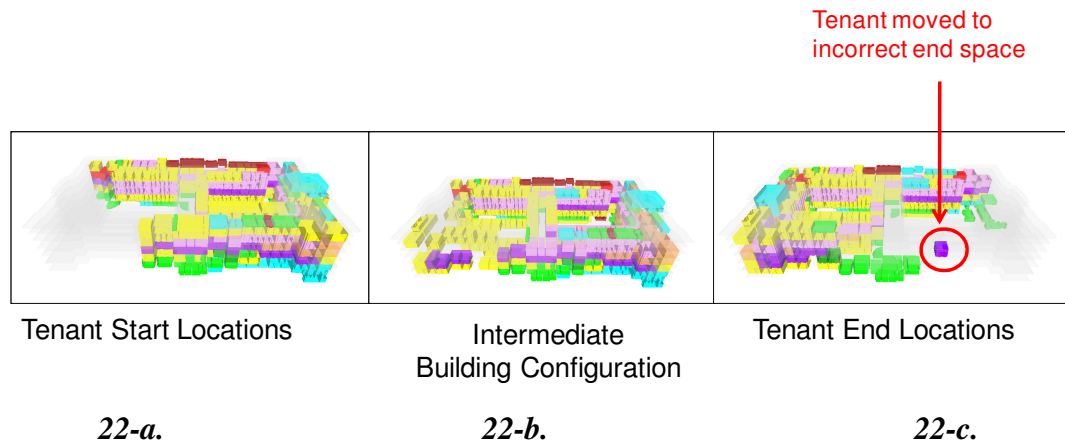 Tenant moved to
incorrect end space
Tenant Start Locations
Intermediate
Building Configuration
Tenant End Locations
22-a.
22-b.
22-c.